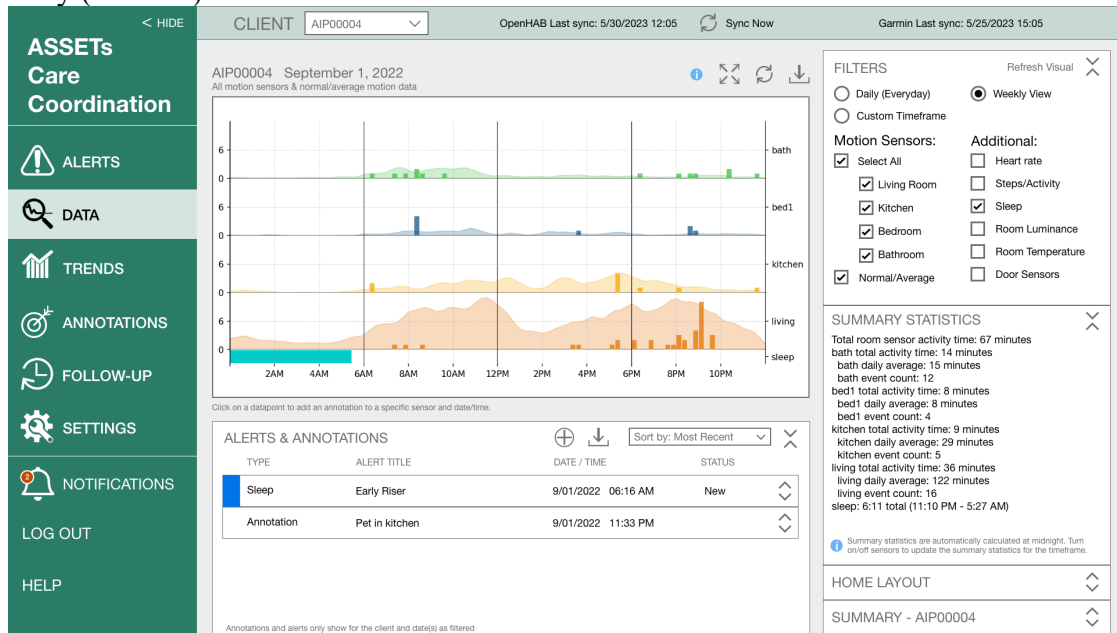 < HIDE
ASSETs
Care
Coordination
ALERTS
DATA
TRENDS
ANNOTATIONS
FOLLOW-UP
SETTINGS
2
NOTIFICATIONS
LOG OUT
HELP
CLIENT AIP00004 OpenHAB Last sync: 5/30/2023 12:05 Sync Now Garmin Last sync: 5/25/2023 15:05
AIP00004 September 1, 2022
All motion sensors & normal/average motion data
6 bath
0
6 bed1
0
6 kitchen
0
6 living
0 sleep
2AM 4AM 6AM 8AM 10AM 12PM 2PM 4PM 6PM 8PM 10PM
Click on a datapoint to add an annotation to a specific sensor and date/time.
ALERTS & ANNOTATIONS Sort by: Most Recent
TYPE ALERT TITLE DATE / TIME STATUS
Sleep Early Riser 9/01/2022 06:16 AM New
Annotation Pet in kitchen 9/01/2022 11:33 PM
Annotations and alerts only show for the client and date(s) as filtered
FILTERS Refresh Visual
Daily (Everyday) Weekly View
Custom Timeframe
Motion Sensors: Additional:
Select All Heart rate
Living Room Steps/Activity
Kitchen Sleep
Bedroom Room Luminance
Bathroom Room Temperature
Normal/Average Door Sensors
SUMMARY STATISTICS
Total room sensor activity time: 67 minutes
bath total activity time: 14 minutes
bath daily average: 15 minutes
bath event count: 12
bed1 total activity time: 8 minutes
bed1 daily average: 8 minutes
bed1 event count: 4
kitchen total activity time: 9 minutes
kitchen daily average: 29 minutes
kitchen event count: 5
living total activity time: 36 minutes
living daily average: 122 minutes
living event count: 16
sleep: 6:11 total (11:10 PM - 5:27 AM)
Summary statistics are automatically calculated at midnight. Turn
on/off sensors to update the summary statistics for the timeframe.
HOME LAYOUT
SUMMARY - AIP00004